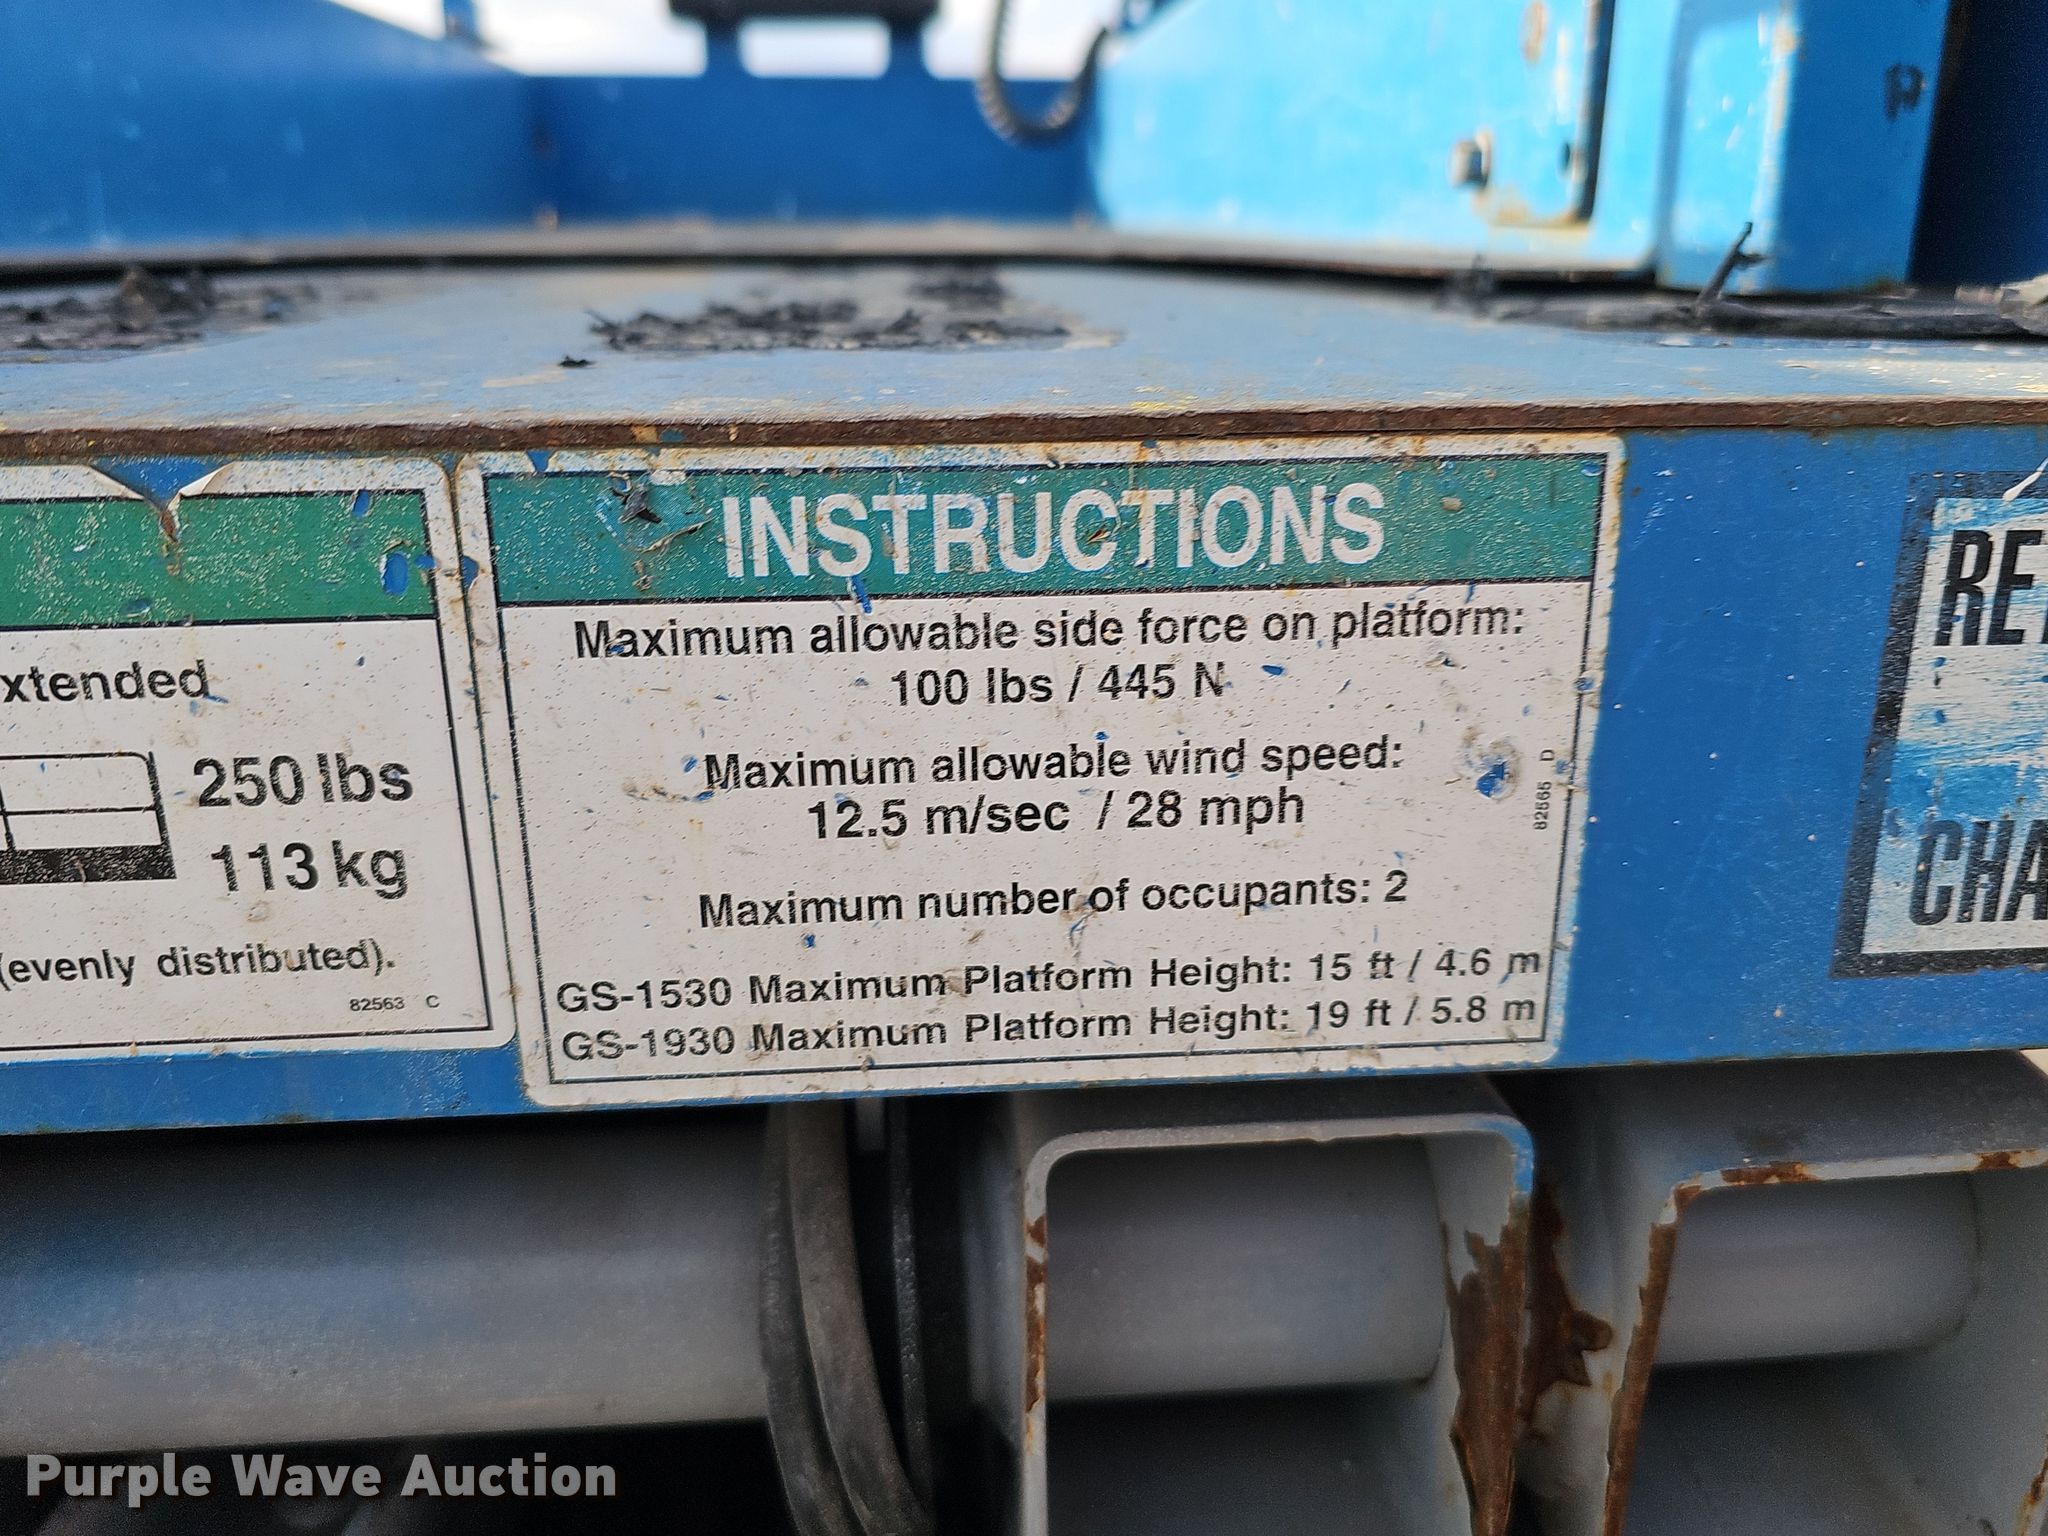 xtended
250 lbs
113 kg
(evenly distributed).
82563 C
INSTRUCTIONS
Maximum allowable side force on platform:
100 lbs / 445 N
Maximum allowable wind speed:
12.5 m/sec / 28 mph
Maximum number of occupants: 2
GS-1530 Maximum Platform Height: 15 ft / 4.6 m
GS-1930 Maximum Platform Height: 19 ft / 5.8 m
82565 D
RE
CHA
Purple Wave Auction